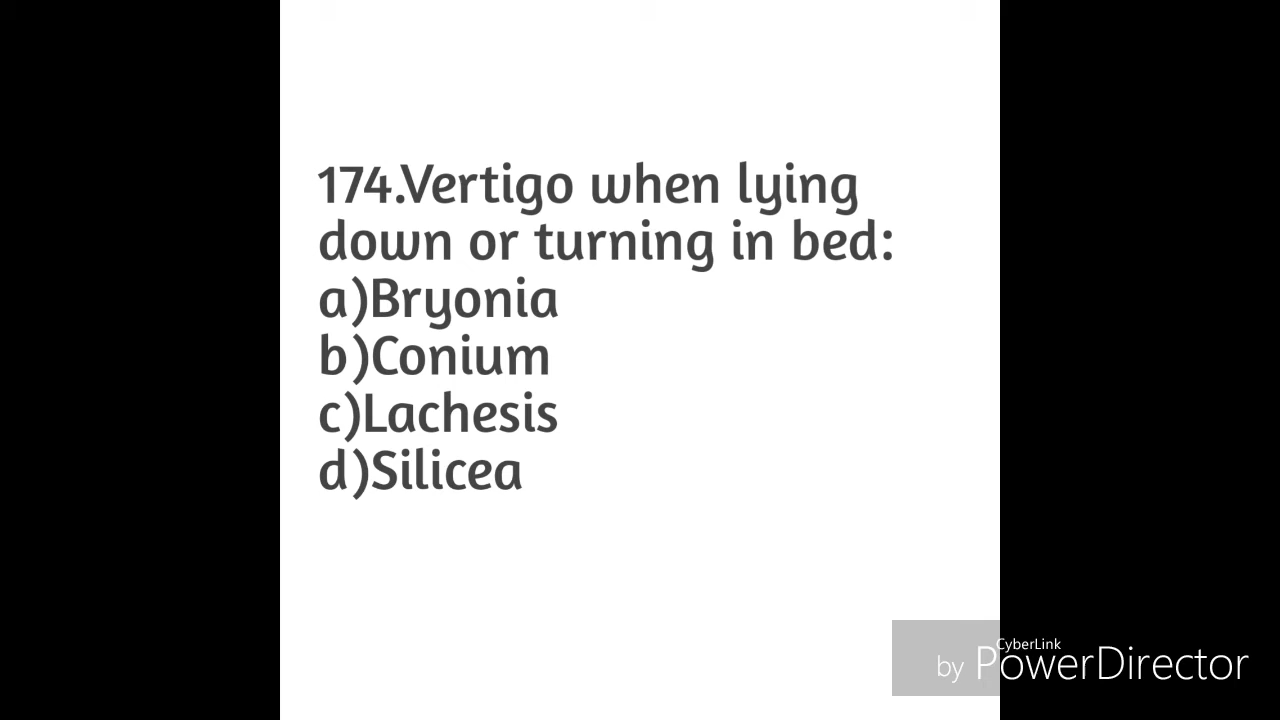 174.Vertigo when lying
down or turning in bed:
a)Bryonia
b)Conium
c)Lachesis
d)Silicea
CyberLink
by PowerDirector